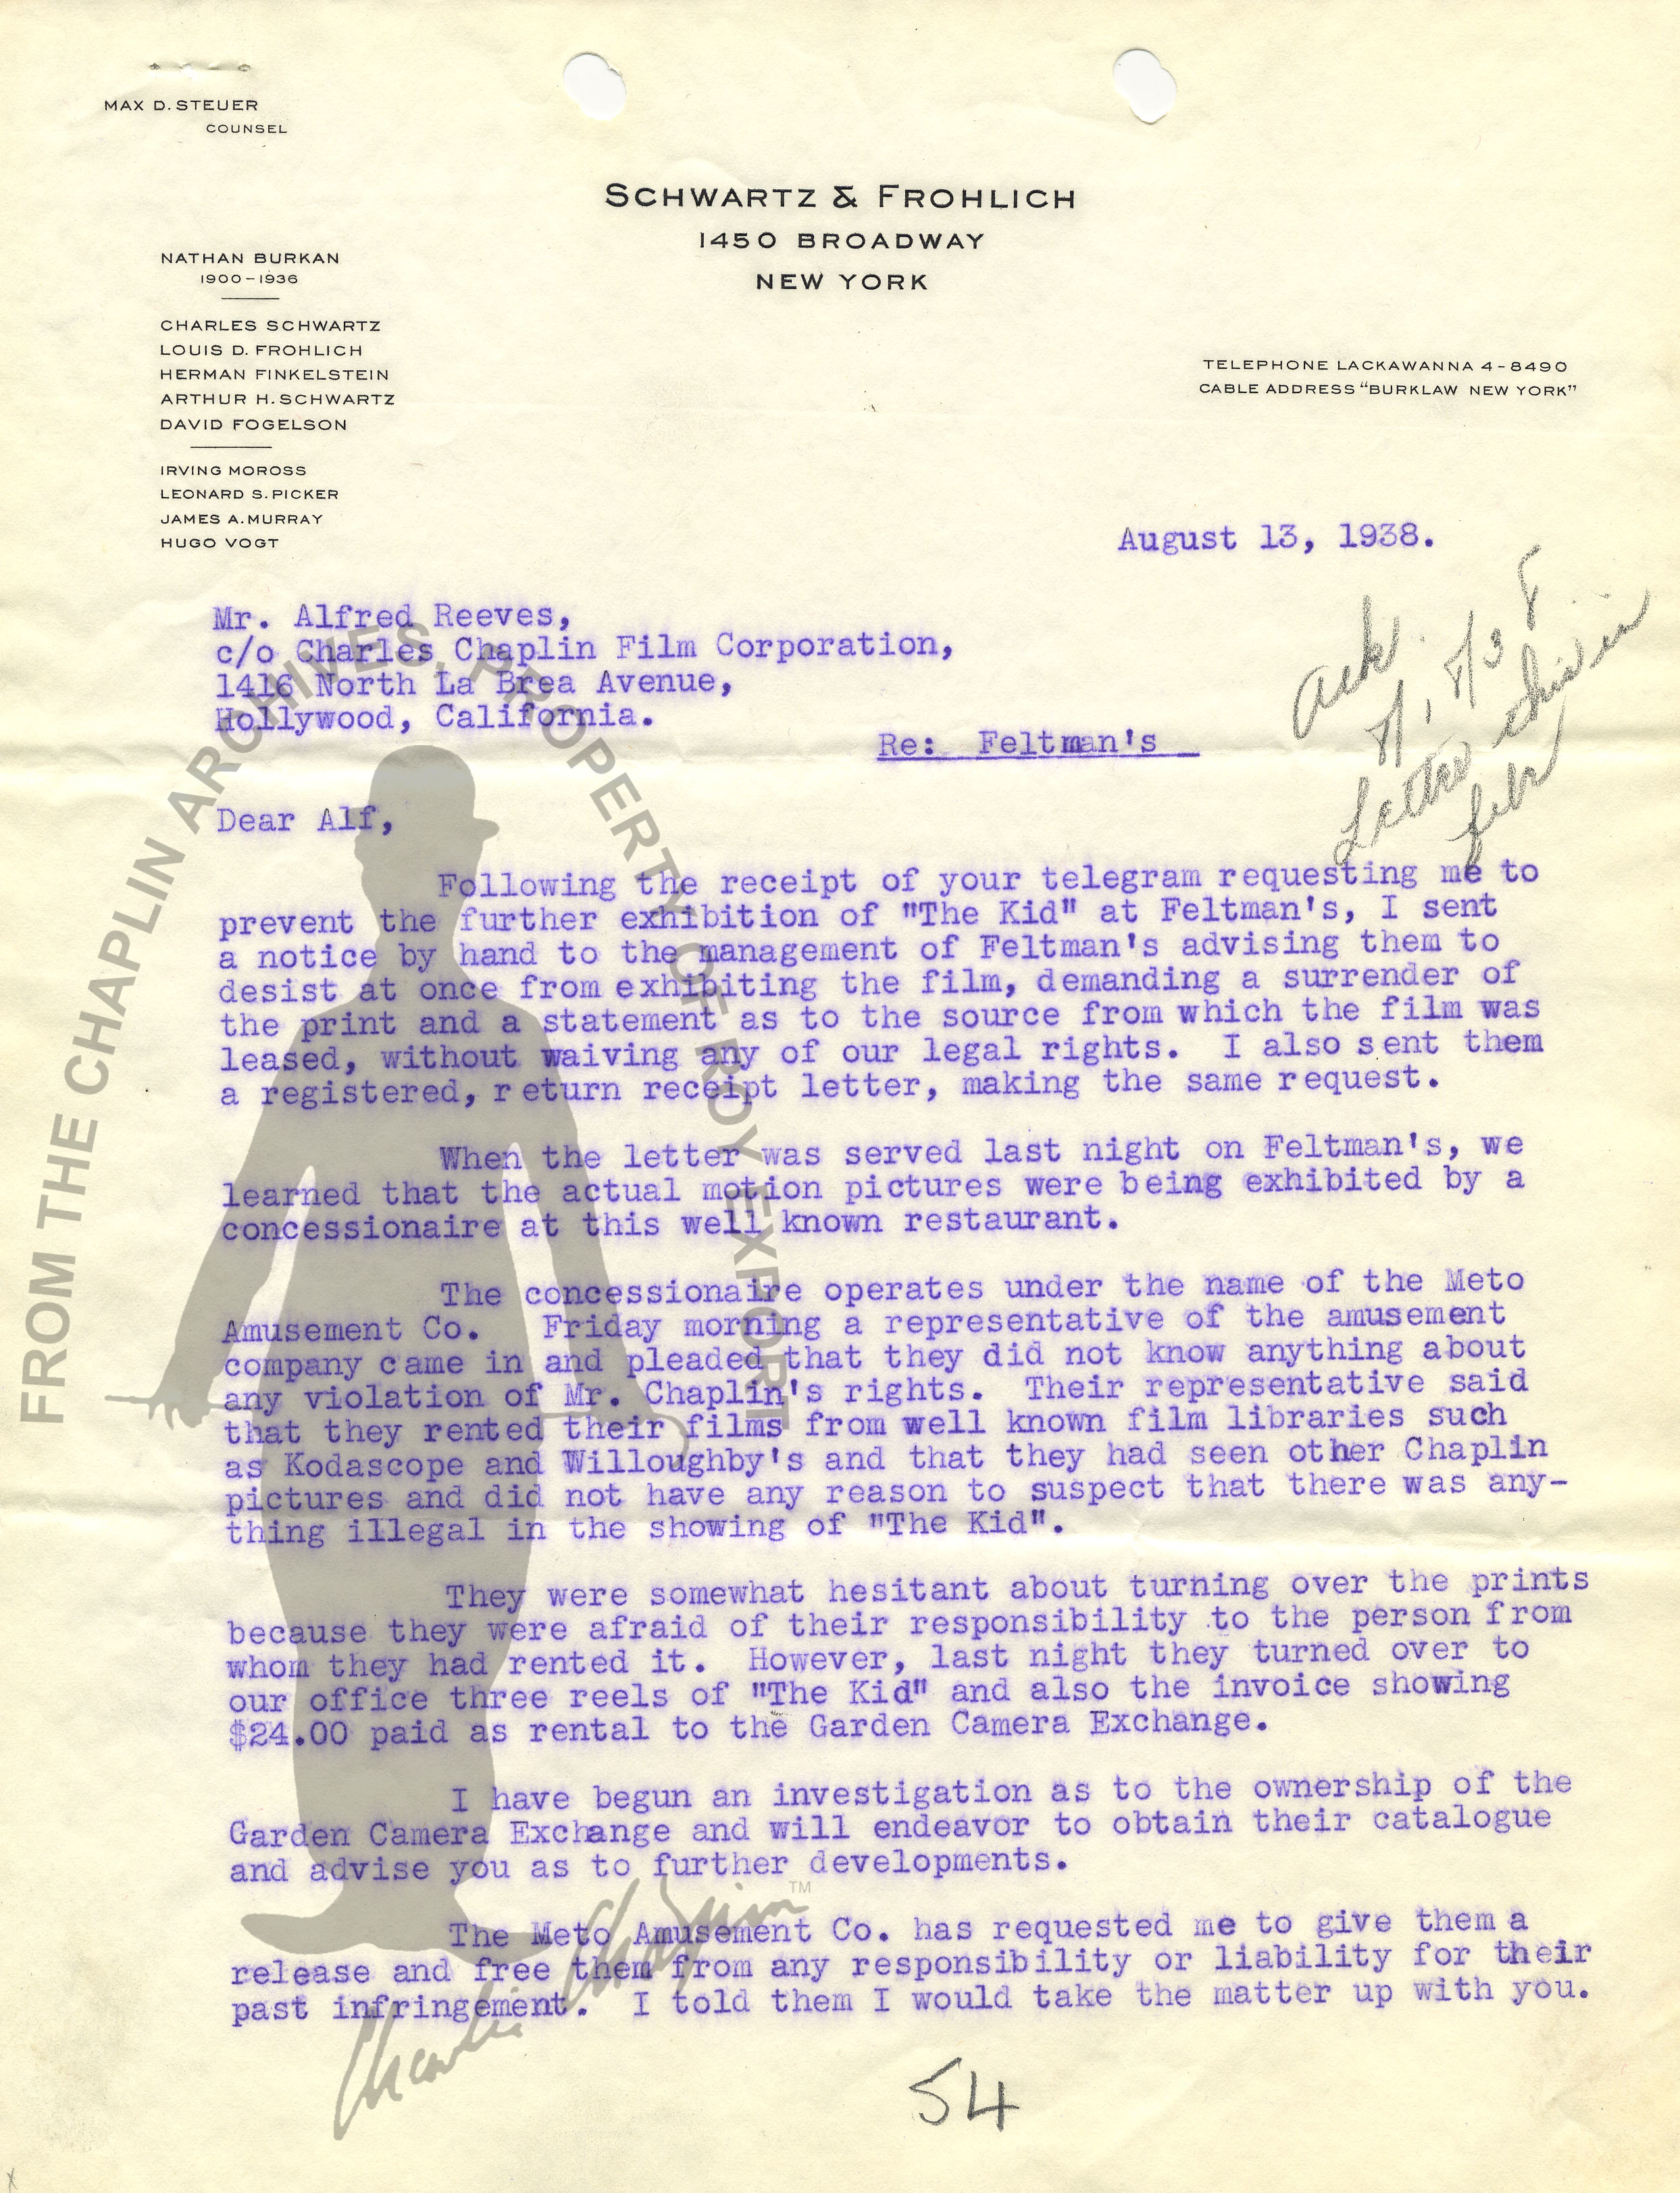 MAX D. STEUER
COUNSEL
SCHWARTZ & FROHLICH
1450 BROADWAY
NEW YORK
NATHAN BURKAN
1900-1936
CHARLES SCHWARTZ
LOUIS D. FROHLICH
HERMAN FINKELSTEIN
ARTHUR H. SCHWARTZ
DAVID FOGELSON
IRVING MOROSS
LEONARD S. PICKER
JAMES A. MURRAY
HUGO VOGT
TELEPHONE LACKAWANNA 4-8490
CABLE ADDRESS "BURKLAW NEW YORK"
August 13, 1938.
Ack.
Letter
Mr. Alfred Reeves,
c/o Charles Chaplin Film Corporation,
1416 North La Brea Avenue,
Hollywood, California.
Re: Feltman's
Dear Alf,
Following the receipt of your telegram requesting me to
prevent the further exhibition of "The Kid" at Feltman's, I sent
a notice by hand to the management of Feltman's advising them to
desist at once from exhibiting the film, demanding a surrender of
the print and a statement as to the source from which the film was
leased, without waiving any of our legal rights. I also sent them
a registered, return receipt letter, making the same request.
When the letter was served last night on Feltman's, we
learned that the actual motion pictures were being exhibited by a
concessionaire at this well known restaurant.
The concessionaire operates under the name of the Meto
Amusement Co. Friday morning a representative of the amusement
company came in and pleaded that they did not know anything about
any violation of Mr. Chaplin's rights. Their representative said
that they rented their films from well known film libraries such
as Kodascope and Willoughby's and that they had seen other Chaplin
pictures and did not have any reason to suspect that there was any-
thing illegal in the showing of "The Kid".
They were somewhat hesitant about turning over the prints
because they were afraid of their responsibility to the person from
whom they had rented it. However, last night they turned over to
our office three reels of "The Kid" and also the invoice showing
$24.00 paid as rental to the Garden Camera Exchange.
I have begun an investigation as to the ownership of the
Garden Camera Exchange and will endeavor to obtain their catalogue
and advise you as to further developments.
The Meto Amusement Co. has requested me to give them a
release and free them from any responsibility or liability for their
past infringement. I told them I would take the matter up with you.
54
FROM THE CHAPLIN ARCHIVES, PROPERTY OF ROY EXPORT
Charlie Chaplin™